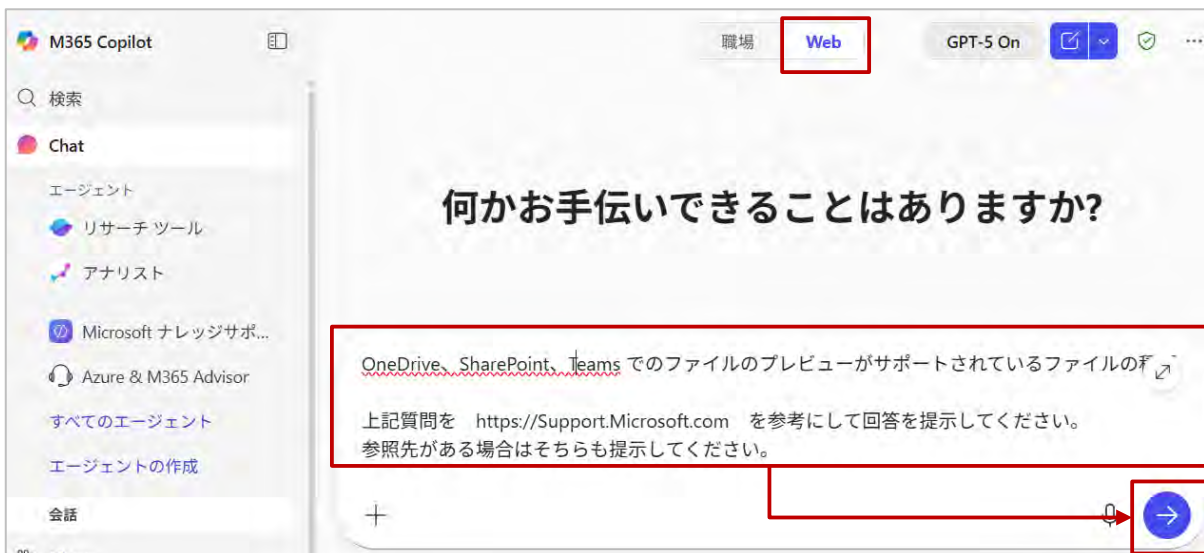 M365 Copilot
職場
Web
GPT-5 On
検索
Chat
エージェント
リサーチ ツール
アナリスト
Microsoft ナレッジサポ...
Azure & M365 Advisor
すべてのエージェント
エージェントの作成
会話
何かお手伝いできることはありますか?
OneDrive、SharePoint、Teams でのファイルのプレビューがサポートされているファイルの
上記質問を　https://Support.Microsoft.com　を参考にして回答を提示してください。
参照先がある場合はそちらも提示してください。